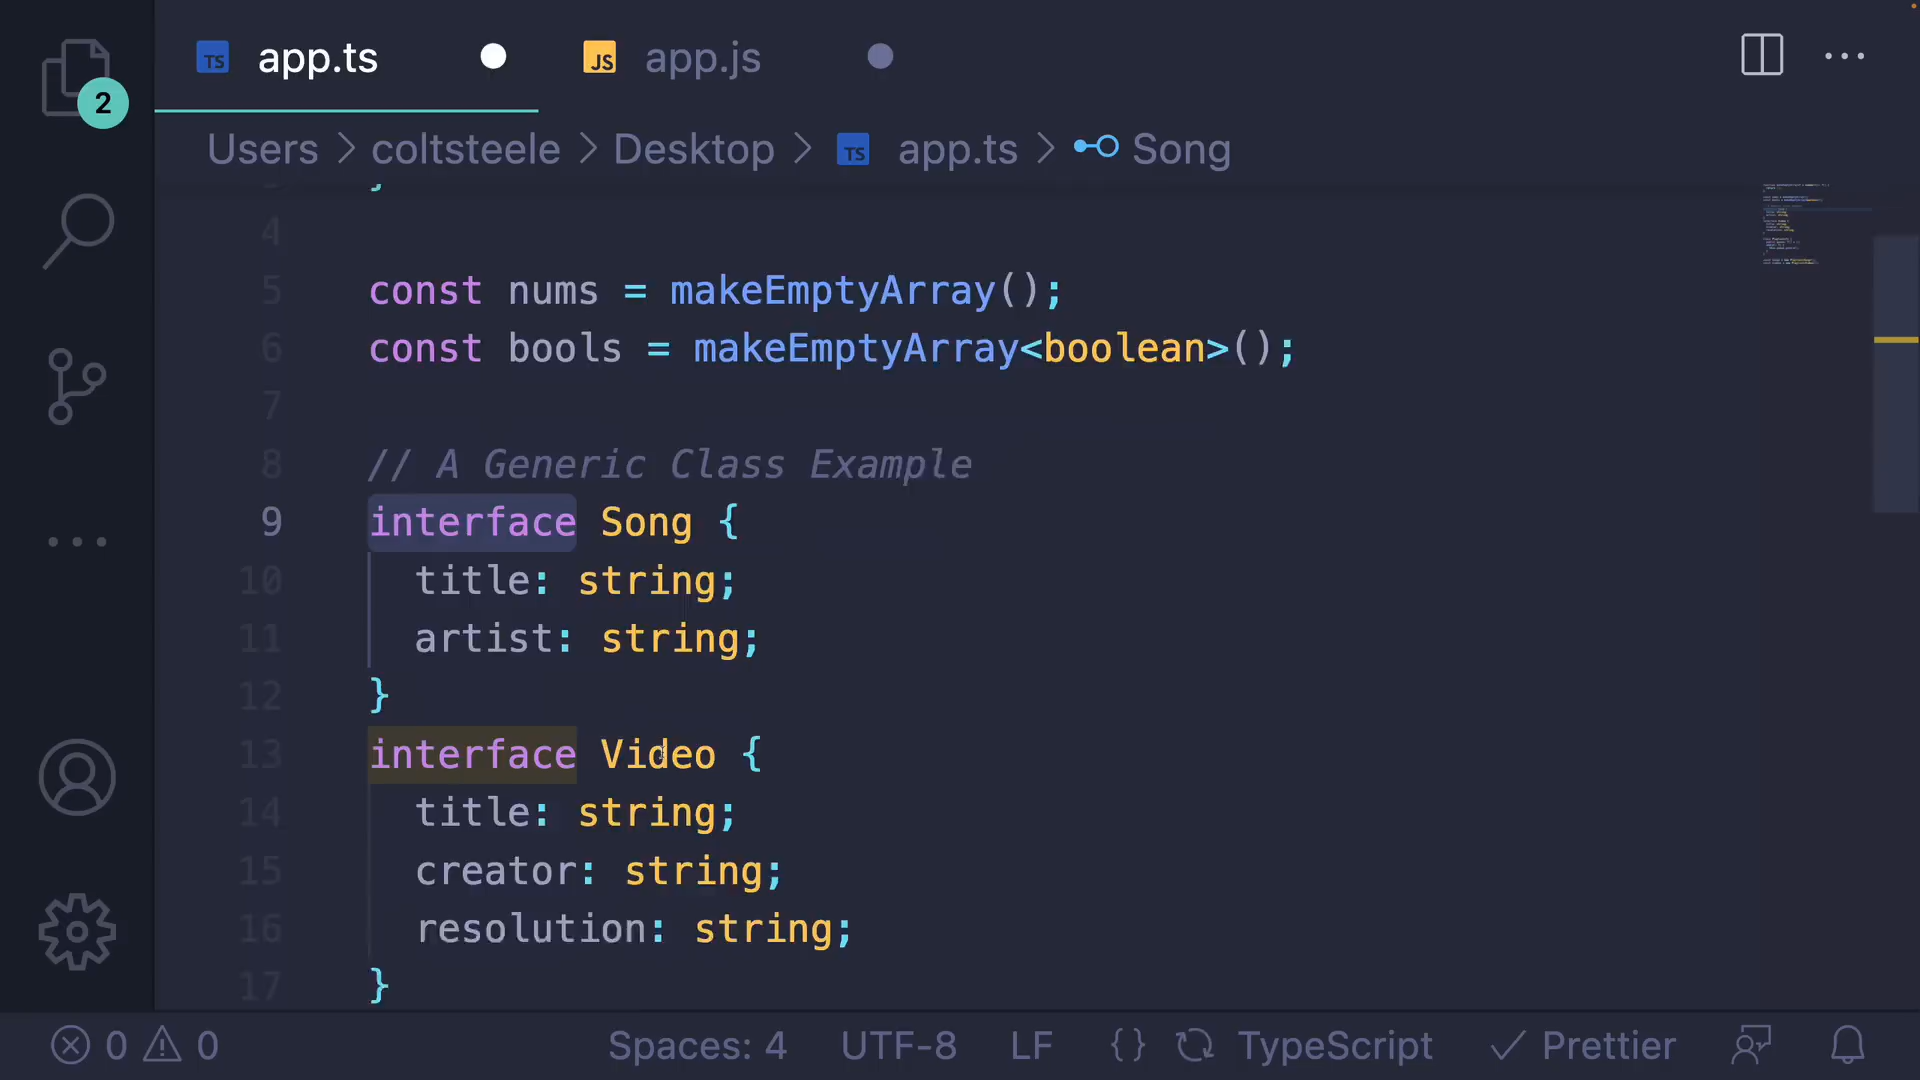 TS app.ts JS app.js
2
Users > coltsteele > Desktop > TS app.ts > Song
4
5 const nums = makeEmptyArray();
6 const bools = makeEmptyArray<boolean>();
7
8 // A Generic Class Example
9 interface Song {
10 title: string;
11 artist: string;
12 }
13 interface Video {
14 title: string;
15 creator: string;
16 resolution: string;
17 }
0 0 Spaces: 4 UTF-8 LF {} TypeScript Prettier